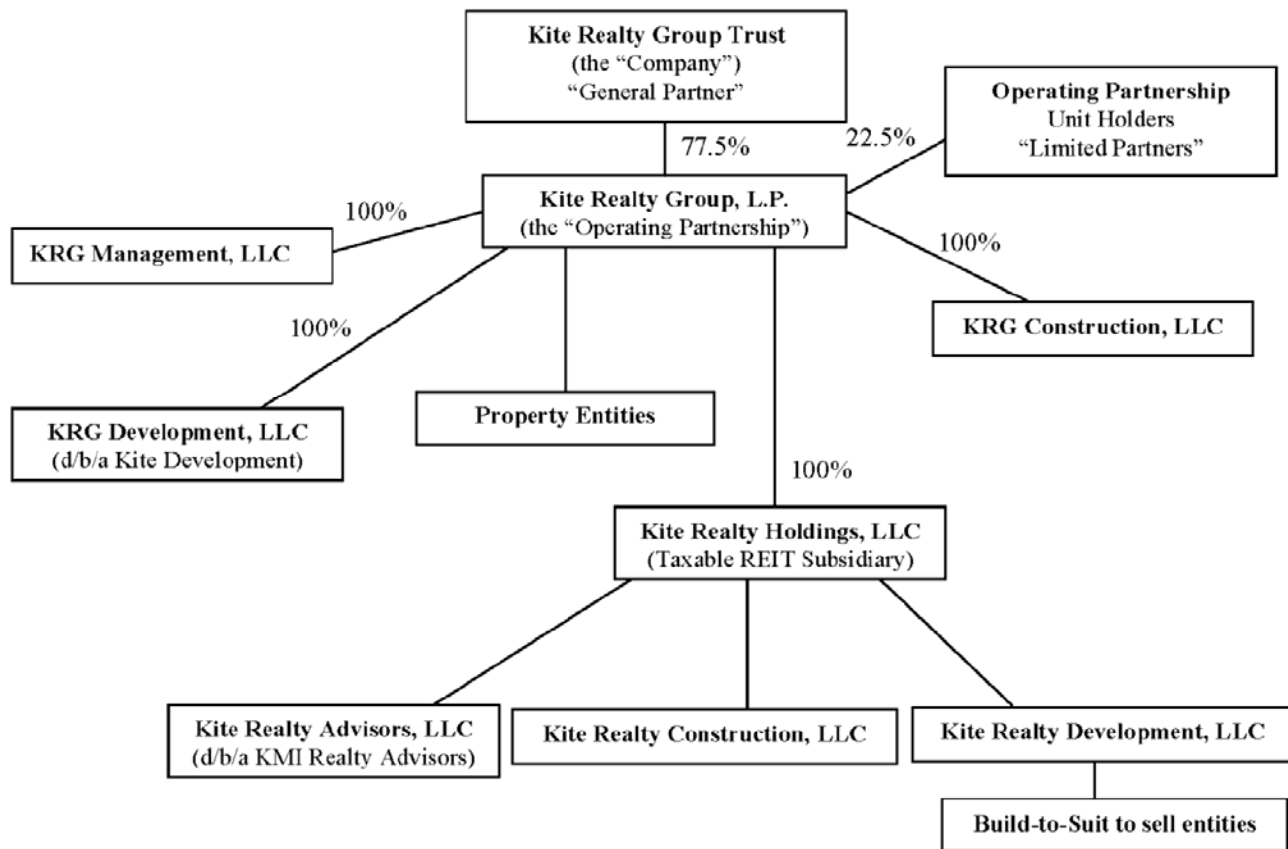 Kite Realty Group Trust
(the “Company”)
“General Partner”
Operating Partnership
Unit Holders
“Limited Partners”
77.5%
22.5%
Kite Realty Group, L.P.
(the “Operating Partnership”)
100%
KRG Management, LLC
100%
KRG Construction, LLC
100%
KRG Development, LLC
(d/b/a Kite Development)
Property Entities
100%
Kite Realty Holdings, LLC
(Taxable REIT Subsidiary)
Kite Realty Advisors, LLC
(d/b/a KMI Realty Advisors)
Kite Realty Construction, LLC
Kite Realty Development, LLC
Build-to-Suit to sell entities